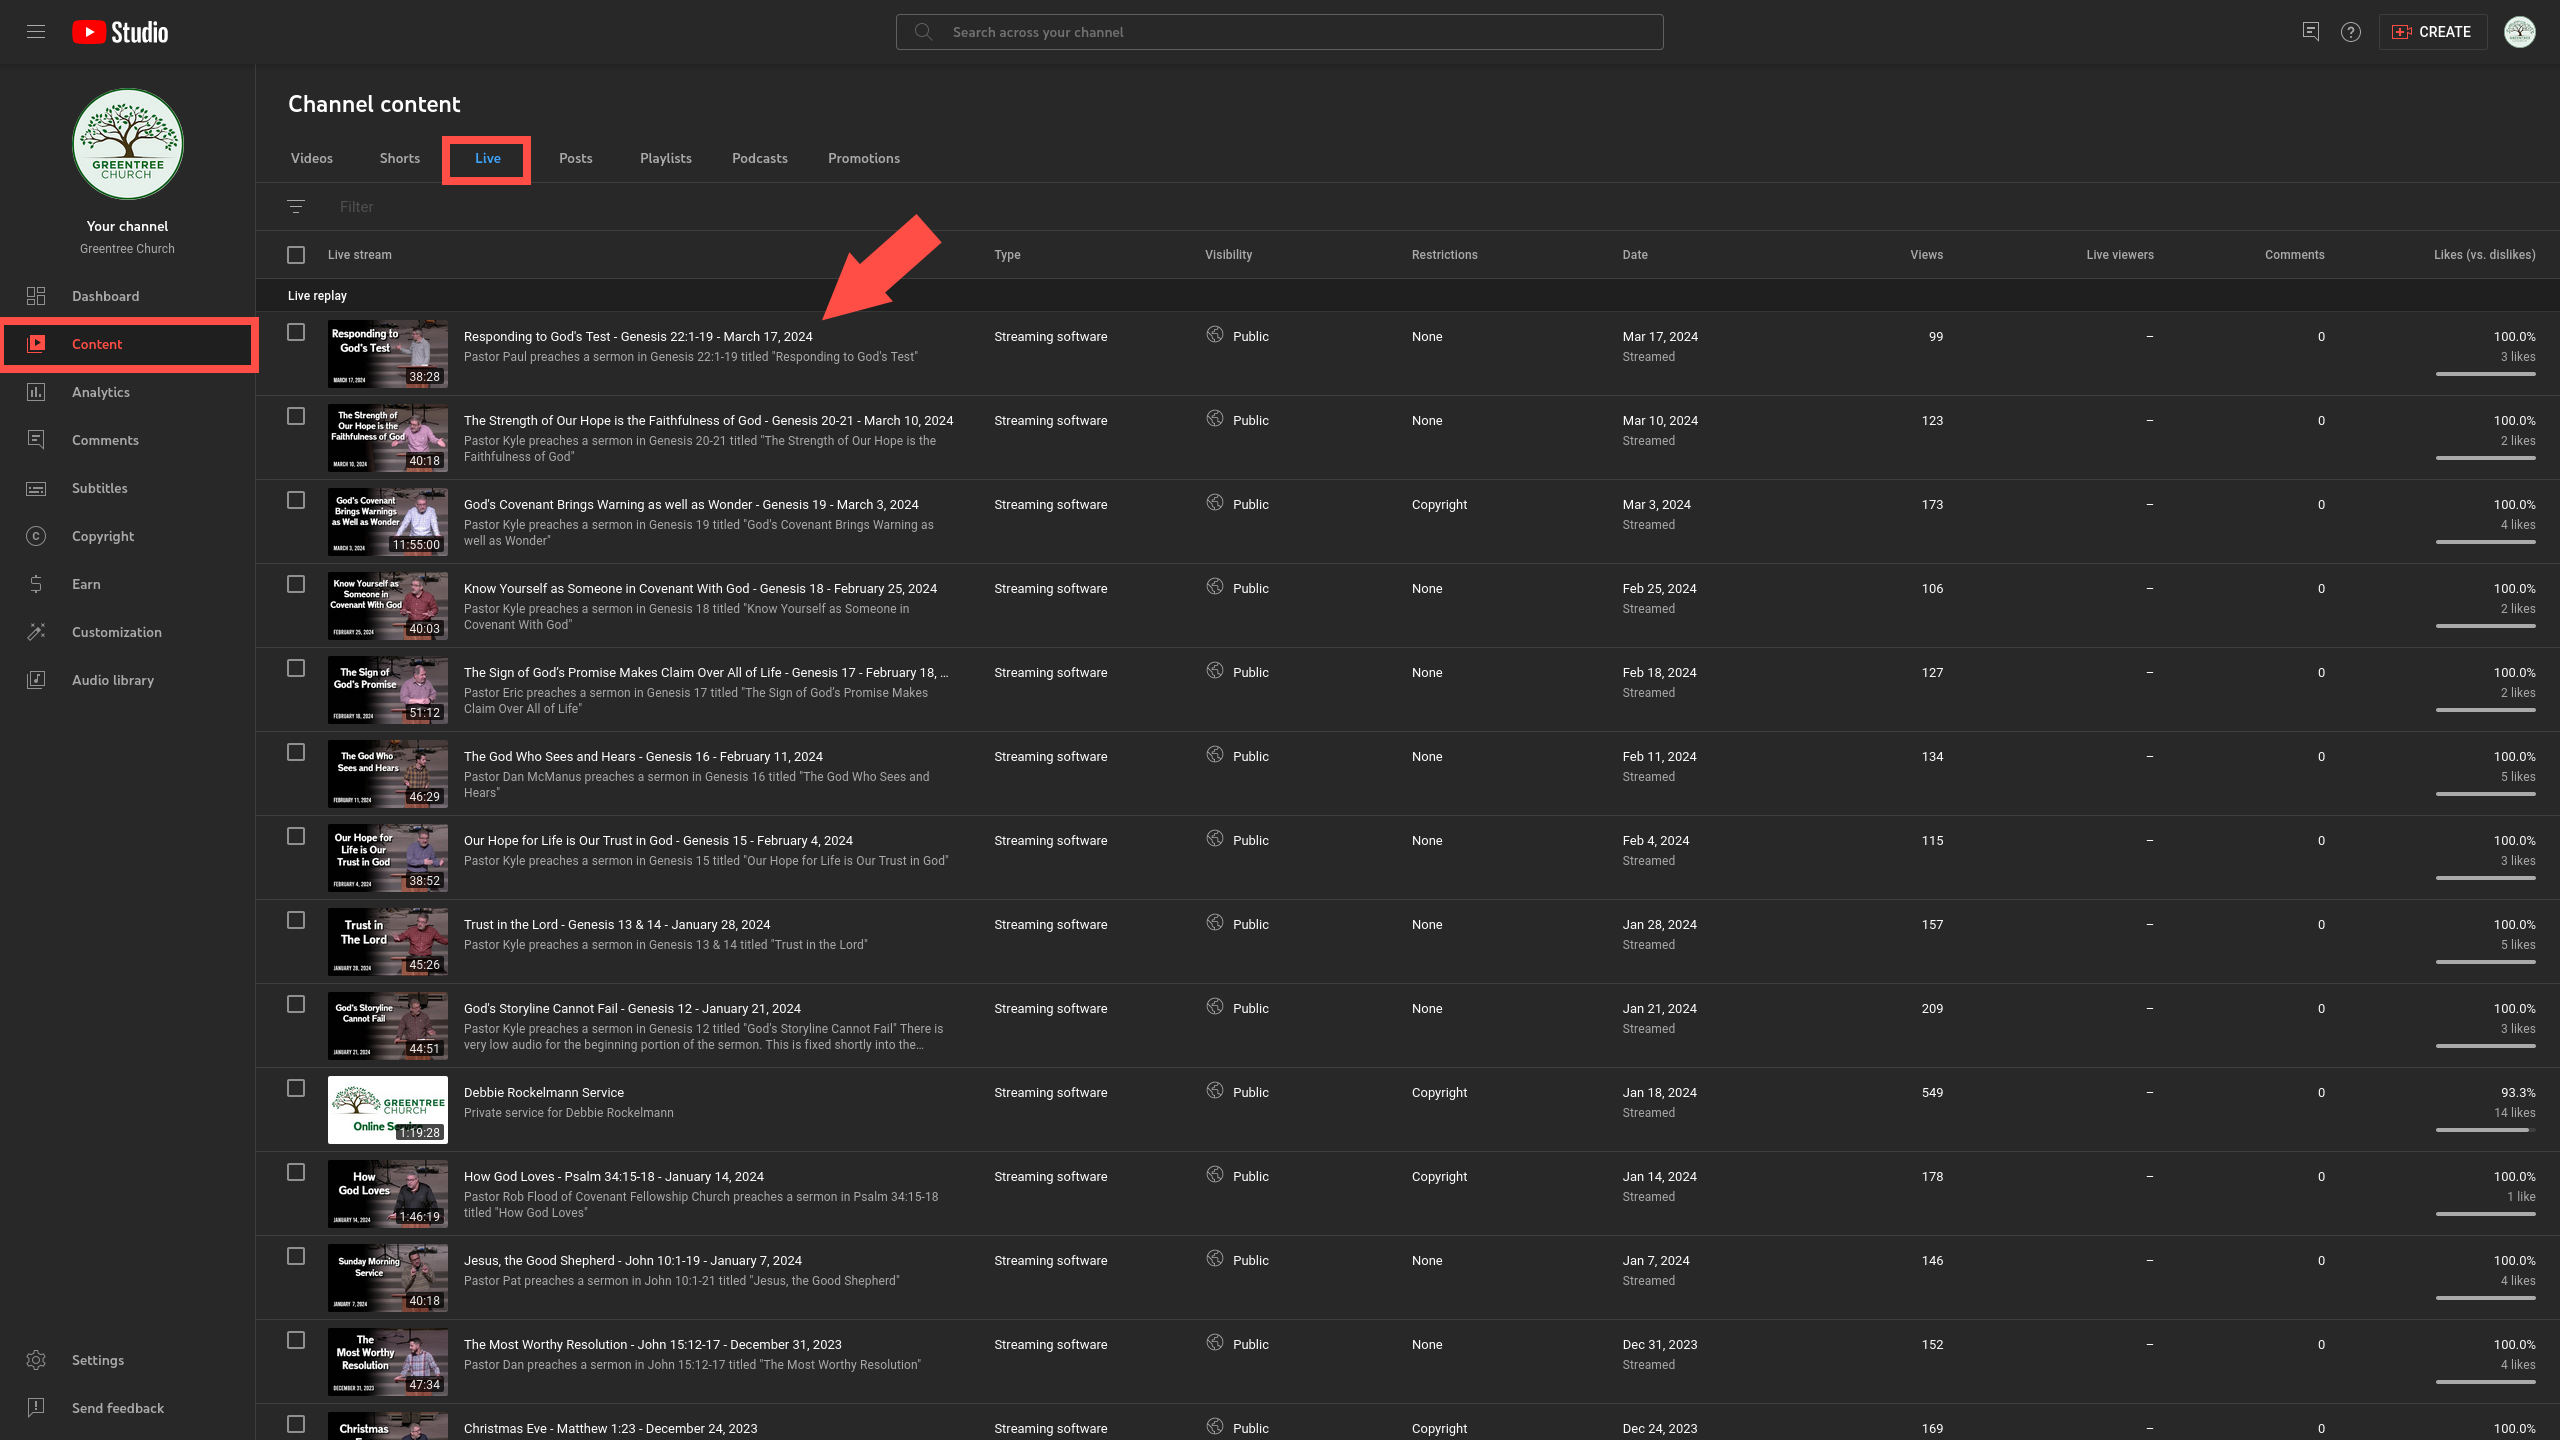 Studio
Search across your channel
CREATE
GREENTREE
CHURCH
Your channel
Greentree Church
Dashboard
Content
Analytics
Comments
Subtitles
Copyright
Earn
Customization
Audio library
Settings
Send feedback
Channel content
Videos Shorts Live Posts Playlists Podcasts Promotions
Filter
Live stream Type Visibility Restrictions Date Views Live viewers Comments Likes (vs. dislikes)
Live replay
Responding to
God's Test
MARCH 17, 2024
38:28
Responding to God's Test - Genesis 22:1-19 - March 17, 2024 Streaming software Public None Mar 17, 2024 99 – 0 100.0%
Pastor Paul preaches a sermon in Genesis 22:1-19 titled "Responding to God's Test" Streamed 3 likes
The Strength of
Our Hope is the
Faithfulness of God
MARCH 10, 2024
40:18
The Strength of Our Hope is the Faithfulness of God - Genesis 20-21 - March 10, 2024 Streaming software Public None Mar 10, 2024 123 – 0 100.0%
Pastor Kyle preaches a sermon in Genesis 20-21 titled "The Strength of Our Hope is the Streamed 2 likes
Faithfulness of God"
God's Covenant
Brings Warnings
as Well as Wonder
MARCH 3, 2024
11:55:00
God's Covenant Brings Warning as well as Wonder - Genesis 19 - March 3, 2024 Streaming software Public Copyright Mar 3, 2024 173 – 0 100.0%
Pastor Kyle preaches a sermon in Genesis 19 titled "God's Covenant Brings Warning as Streamed 4 likes
well as Wonder"
Know Yourself as
Someone in
Covenant With God
FEBRUARY 25, 2024
40:03
Know Yourself as Someone in Covenant With God - Genesis 18 - February 25, 2024 Streaming software Public None Feb 25, 2024 106 – 0 100.0%
Pastor Kyle preaches a sermon in Genesis 18 titled "Know Yourself as Someone in Streamed 2 likes
Covenant With God"
The Sign of
God's Promise
FEBRUARY 18, 2024
51:12
The Sign of God's Promise Makes Claim Over All of Life - Genesis 17 - February 18, ... Streaming software Public None Feb 18, 2024 127 – 0 100.0%
Pastor Eric preaches a sermon in Genesis 17 titled "The Sign of God's Promise Makes Streamed 2 likes
Claim Over All of Life"
The God Who
Sees and Hears
FEBRUARY 11, 2024
46:29
The God Who Sees and Hears - Genesis 16 - February 11, 2024 Streaming software Public None Feb 11, 2024 134 – 0 100.0%
Pastor Dan McManus preaches a sermon in Genesis 16 titled "The God Who Sees and Streamed 5 likes
Hears"
Our Hope for
Life is Our
Trust in God
FEBRUARY 4, 2024
38:52
Our Hope for Life is Our Trust in God - Genesis 15 - February 4, 2024 Streaming software Public None Feb 4, 2024 115 – 0 100.0%
Pastor Kyle preaches a sermon in Genesis 15 titled "Our Hope for Life is Our Trust in God" Streamed 3 likes
Trust in
The Lord
JANUARY 28, 2024
45:26
Trust in the Lord - Genesis 13 & 14 - January 28, 2024 Streaming software Public None Jan 28, 2024 157 – 0 100.0%
Pastor Kyle preaches a sermon in Genesis 13 & 14 titled "Trust in the Lord" Streamed 5 likes
God's Storyline
Cannot Fail
JANUARY 21, 2024
44:51
God's Storyline Cannot Fail - Genesis 12 - January 21, 2024 Streaming software Public None Jan 21, 2024 209 – 0 100.0%
Pastor Kyle preaches a sermon in Genesis 12 titled "God's Storyline Cannot Fail" There is Streamed 3 likes
very low audio for the beginning portion of the sermon. This is fixed shortly into the...
GREENTREE
CHURCH
Online Service
1:19:28
Debbie Rockelmann Service Streaming software Public Copyright Jan 18, 2024 549 – 0 93.3%
Private service for Debbie Rockelmann Streamed 14 likes
How
God Loves
JANUARY 14, 2024
1:46:19
How God Loves - Psalm 34:15-18 - January 14, 2024 Streaming software Public Copyright Jan 14, 2024 178 – 0 100.0%
Pastor Rob Flood of Covenant Fellowship Church preaches a sermon in Psalm 34:15-18 Streamed 1 like
titled "How God Loves"
Sunday Morning
Service
JANUARY 7, 2024
40:18
Jesus, the Good Shepherd - John 10:1-19 - January 7, 2024 Streaming software Public None Jan 7, 2024 146 – 0 100.0%
Pastor Pat preaches a sermon in John 10:1-21 titled "Jesus, the Good Shepherd" Streamed 4 likes
The
Most Worthy
Resolution
DECEMBER 31, 2023
47:34
The Most Worthy Resolution - John 15:12-17 - December 31, 2023 Streaming software Public None Dec 31, 2023 152 – 0 100.0%
Pastor Dan preaches a sermon in John 15:12-17 titled "The Most Worthy Resolution" Streamed 4 likes
Christmas
Christmas Eve - Matthew 1:23 - December 24, 2023 Streaming software Public Copyright Dec 24, 2023 169 – 0 100.0%